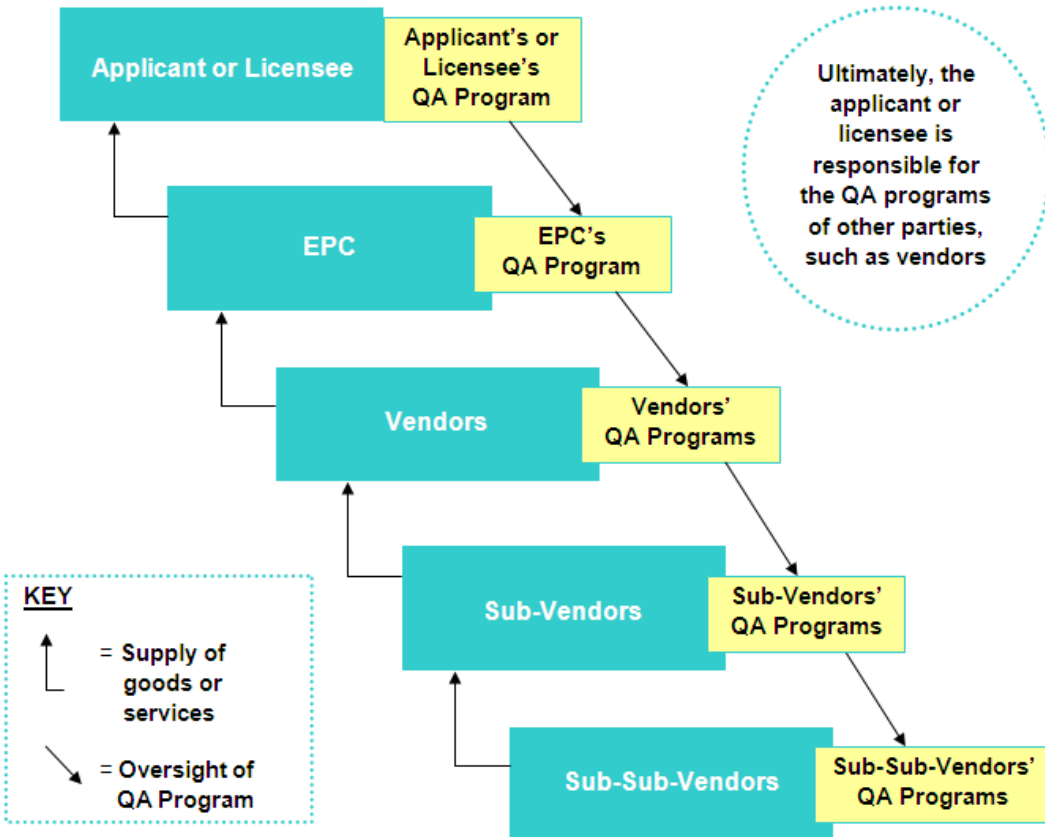 Applicant or Licensee
Applicant's or
Licensee's
QA Program
Ultimately, the
applicant or
licensee is
responsible for
the QA programs
of other parties,
such as vendors
EPC
EPC's
QA Program
Vendors
Vendors'
QA Programs
Sub-Vendors
Sub-Vendors'
QA Programs
KEY
= Supply of
goods or
services
= Oversight of
QA Program
Sub-Sub-Vendors
Sub-Sub-Vendors'
QA Programs